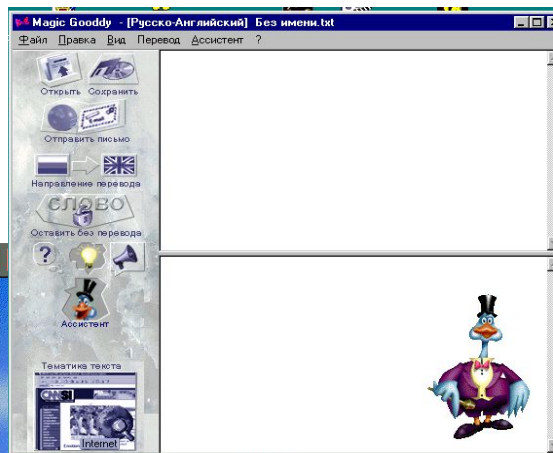 Magic Gooddy - [Русско-Английский] Без имени.txt
Файл Правка Вид Перевод Ассистент ?
Открыть Сохранить
Отправить письмо
Направление перевода
СЛОВО
Оставить без перевода
?
Ассистент
Тематика текста
Internet